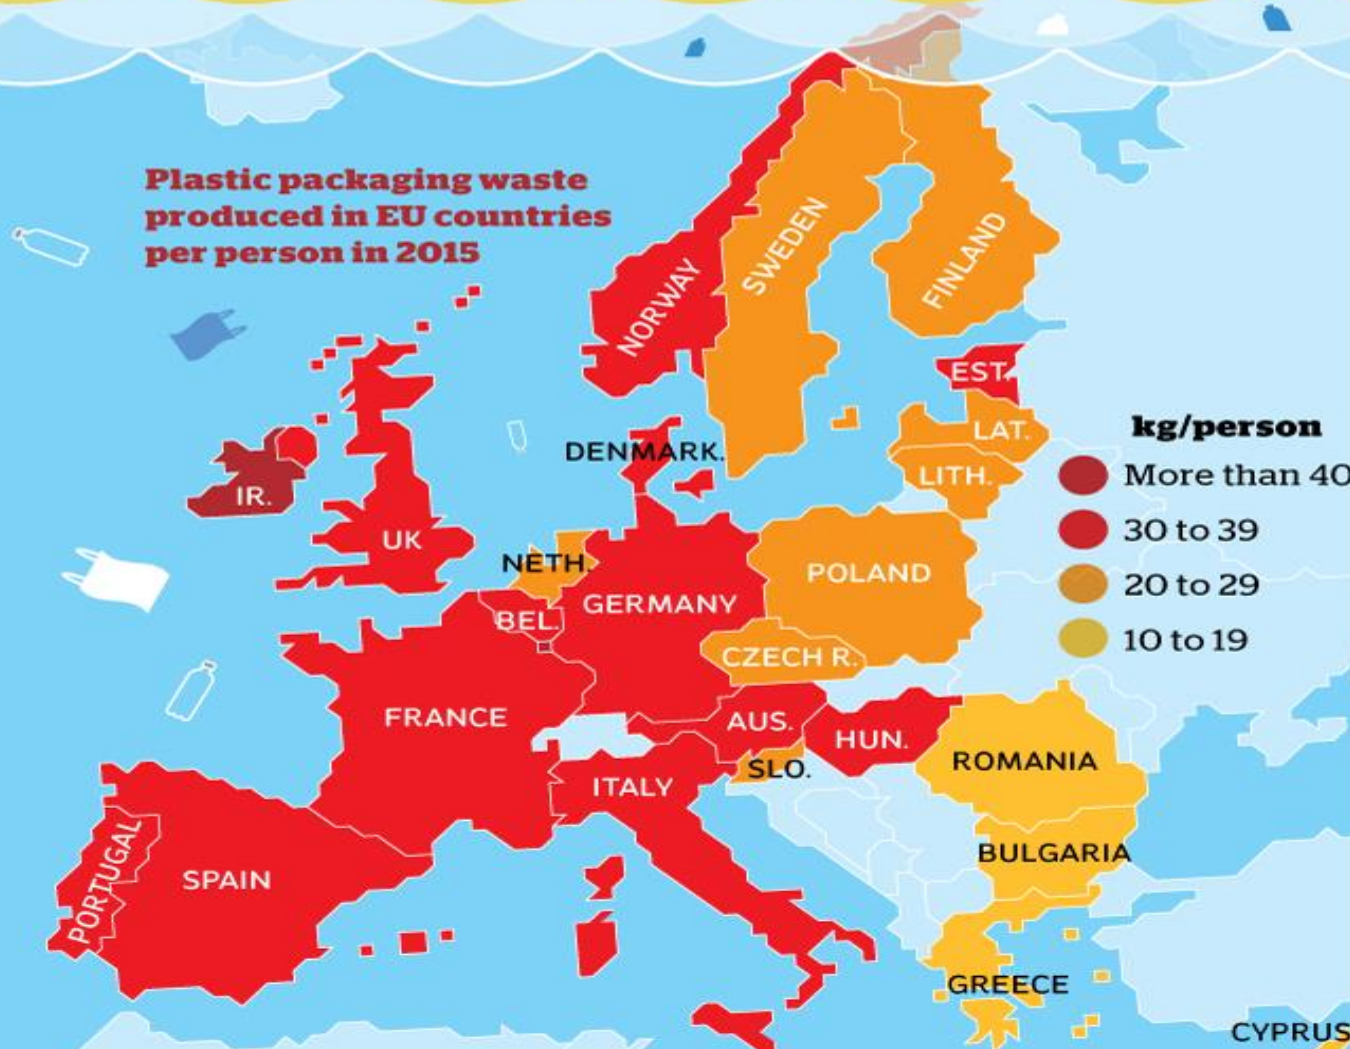 Plastic packaging waste
produced in EU countries
per person in 2015
NORWAY
SWEDEN
FINLAND
EST.
LAT.
LITH.
DENMARK.
IR.
UK
NETH.
BEL.
GERMANY
POLAND
CZECH R.
FRANCE
AUS.
HUN.
SLO.
ITALY
ROMANIA
BULGARIA
PORTUGAL
SPAIN
GREECE
CYPRUS
kg/person
More than 40
30 to 39
20 to 29
10 to 19